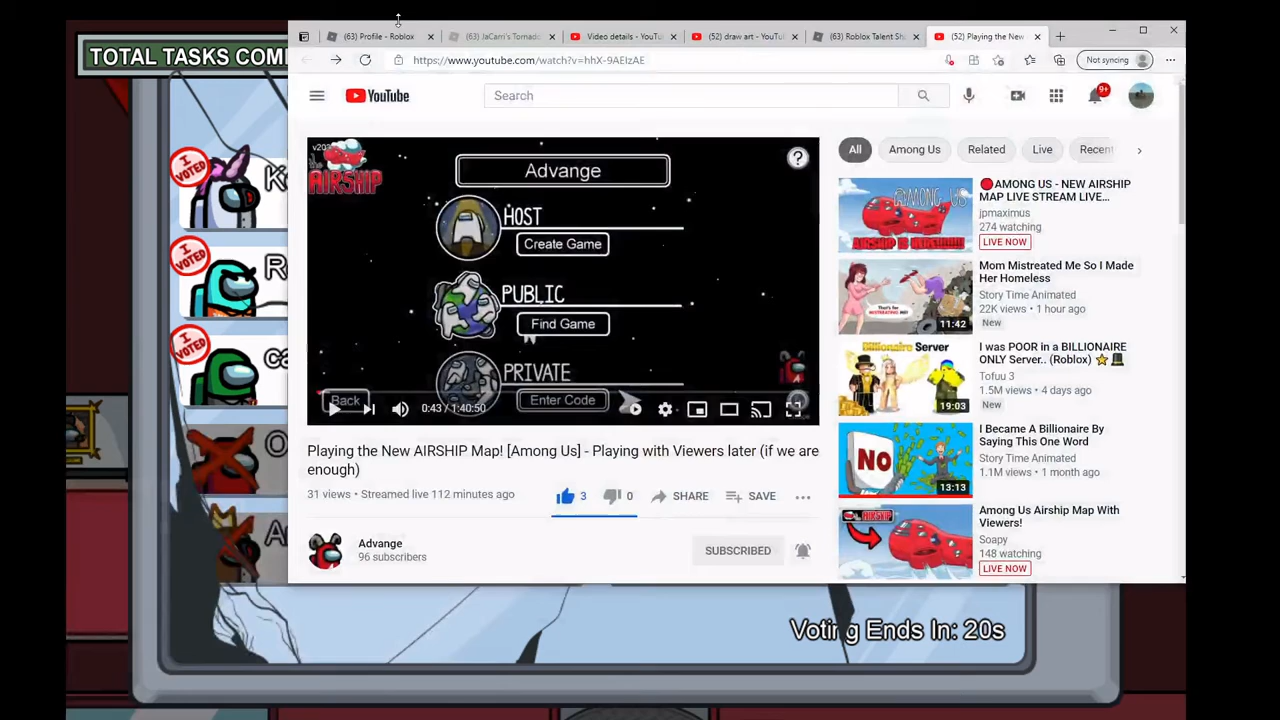 TOTAL TASKS COM
(63) Profile - Roblox
(63) JaCarri's Tornado
Video details - YouTu
(52) draw art - YouTu
(63) Roblox Talent Sh
(52) Playing the New
https://www.youtube.com/watch?v=hhX-9AEIzAE
Not syncing
YouTube
Search
9+
v20
the
AIRSHIP
Advange
?
HOST
Create Game
PUBLIC
Find Game
PRIVATE
Enter Code
Back
0:43 / 1:40:50
Playing the New AIRSHIP Map! [Among Us] - Playing with Viewers later (if we are
enough)
31 views • Streamed live 112 minutes ago
3
0
SHARE
SAVE
Advange
96 subscribers
SUBSCRIBED
All
Among Us
Related
Live
Recent
🔴AMONG US - NEW AIRSHIP
MAP LIVE STREAM LIVE...
jpmaximus
274 watching
LIVE NOW
AMONG US
Mom Mistreated Me So I Made
Her Homeless
Story Time Animated
22K views • 1 hour ago
New
11:42
I was POOR in a BILLIONAIRE
ONLY Server.. (Roblox) ⭐🎩
Tofuu 3
1.5M views • 4 days ago
New
Billionaire Server
19:03
I Became A Billionaire By
Saying This One Word
Story Time Animated
1.1M views • 1 month ago
NO
13:13
Among Us Airship Map With
Viewers!
Soapy
148 watching
LIVE NOW
AIRSHIP
I VOTED
K
I VOTED
R
I VOTED
ca
O
A
Voting Ends In: 20s